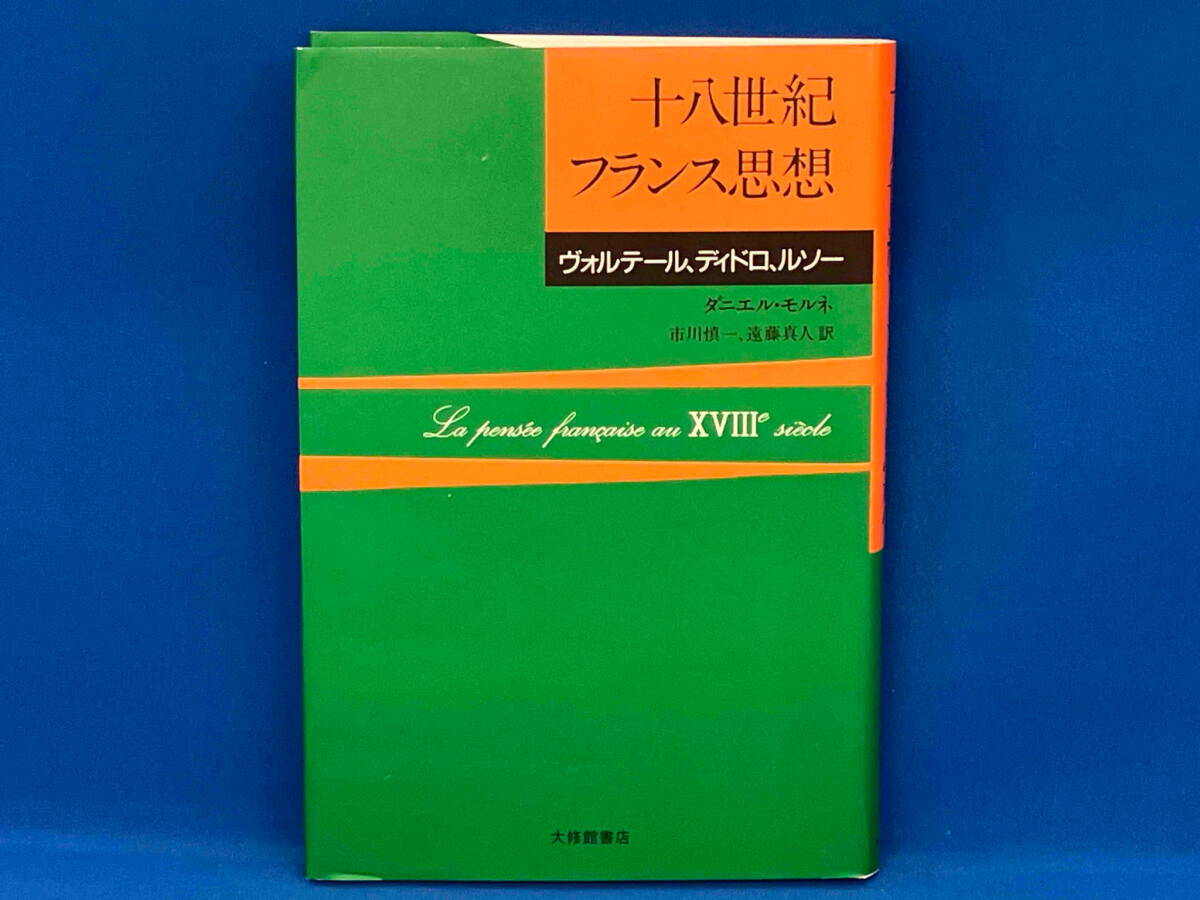 十八世紀
フランス思想
ヴォルテール、ディドロ、ルソー
ダニエル・モルネ
市川慎一、遠藤真人 訳
La pensée française au XVIIIe siècle
大修館書店